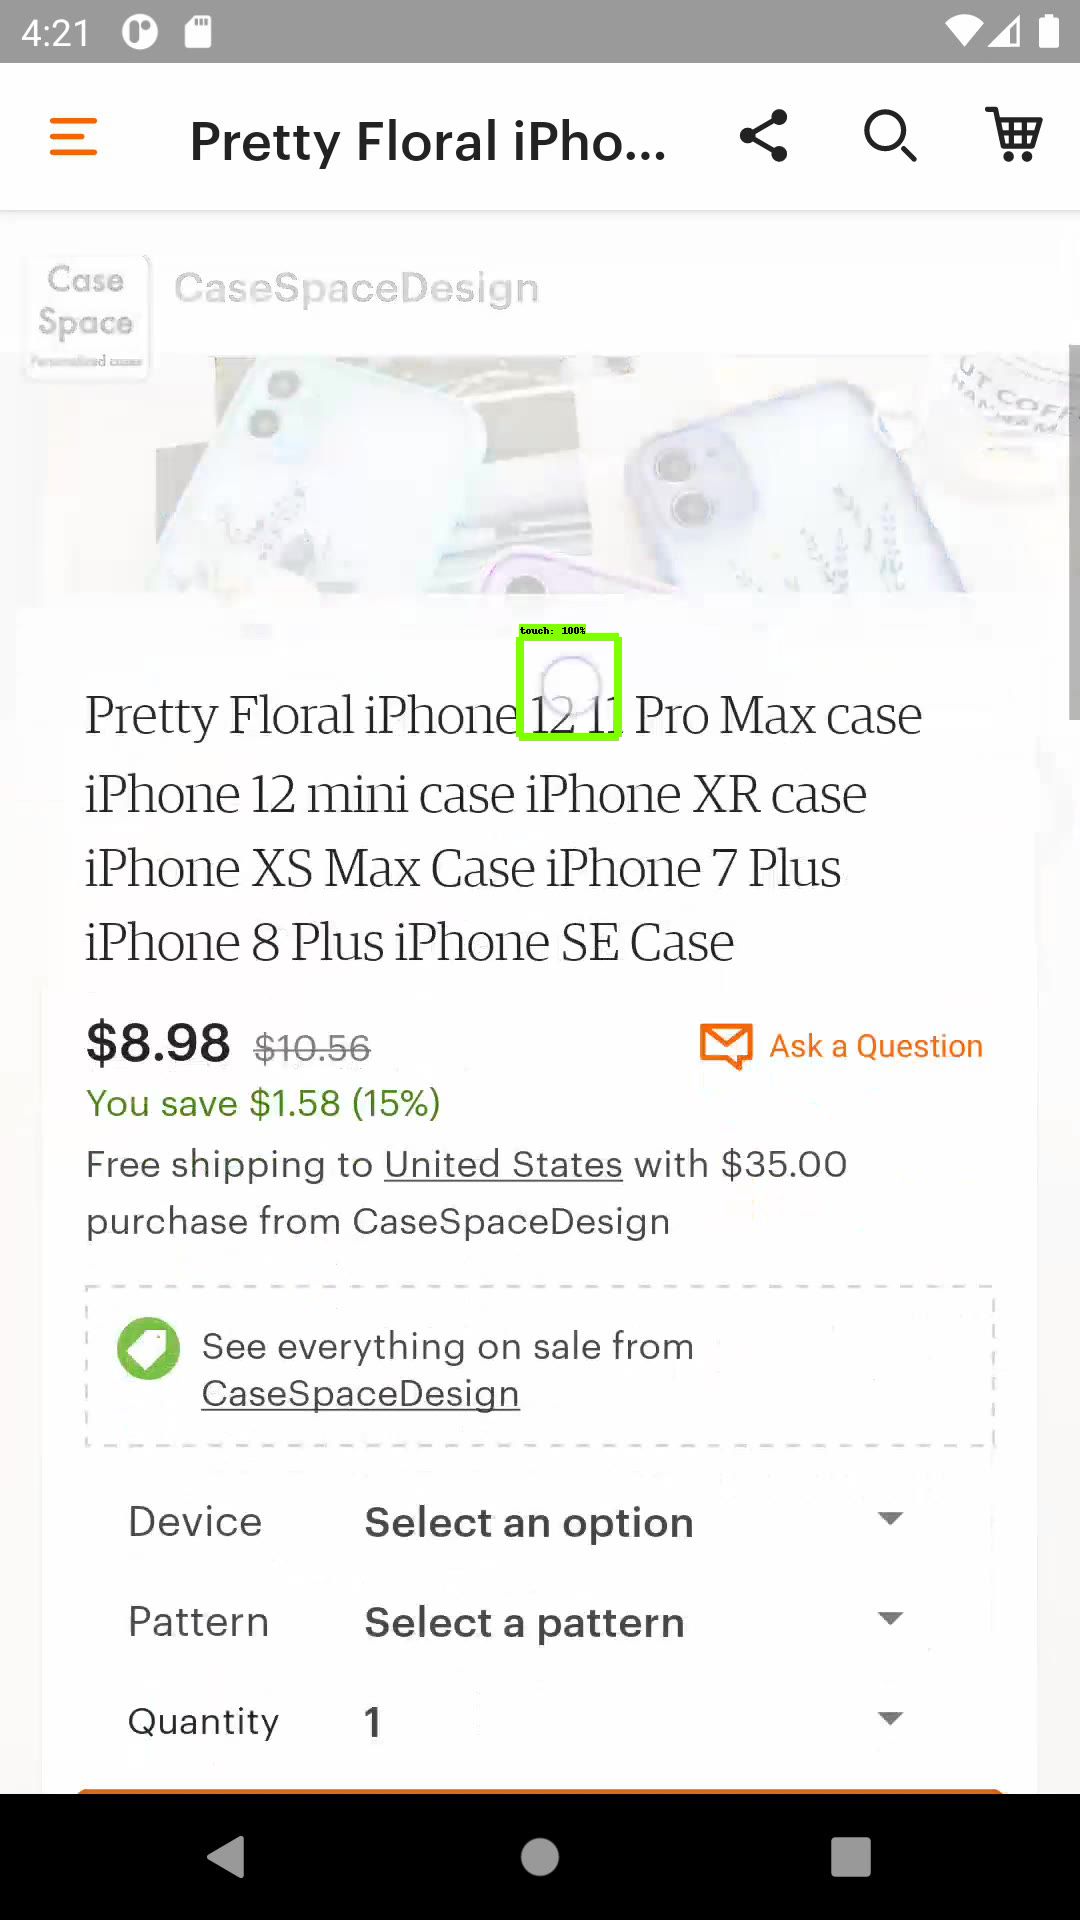 4:21
Pretty Floral iPho...
Case
Space
Personalized cases
CaseSpaceDesign
UT COFF
HANNAM
touch: 100%
Pretty Floral iPhone 12 11 Pro Max case
iPhone 12 mini case iPhone XR case
iPhone XS Max Case iPhone 7 Plus
iPhone 8 Plus iPhone SE Case
$8.98 $10.56
Ask a Question
You save $1.58 (15%)
Free shipping to United States with $35.00
purchase from CaseSpaceDesign
See everything on sale from
CaseSpaceDesign
Device Select an option
Pattern Select a pattern
Quantity 1